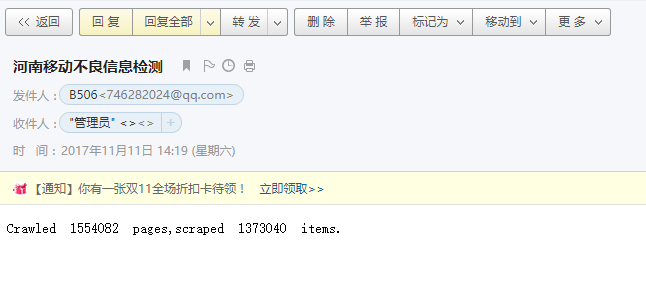 << 返回 回 复 回复全部 转 发 删 除 举 报 标记为 移动到 更 多
河南移动不良信息检测
发件人：B506<746282024@qq.com>
收件人："管理员" <><> +
时 间：2017年11月11日 14:19 (星期六)
【通知】你有一张双11全场折扣卡待领！ 立即领取>>
Crawled 1554082 pages,scraped 1373040 items.